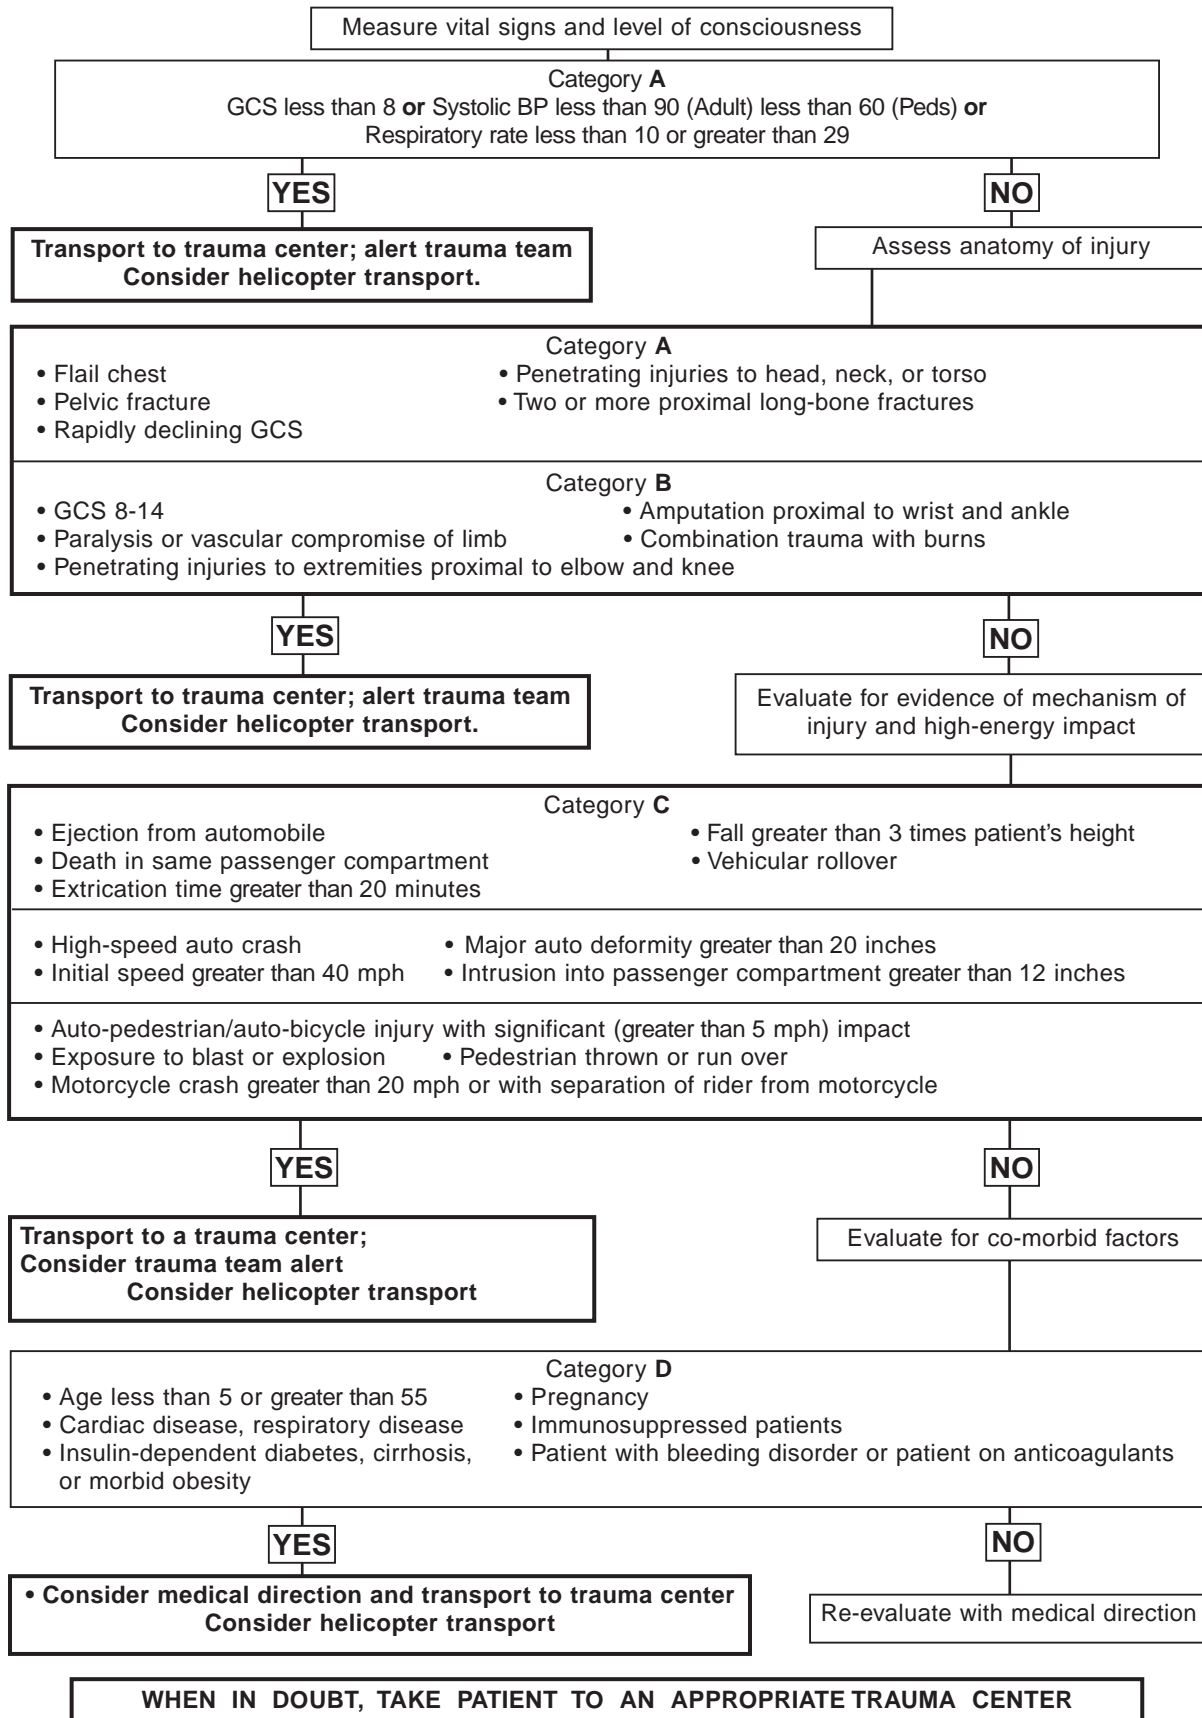 Measure vital signs and level of consciousness
Category A
GCS less than 8 or Systolic BP less than 90 (Adult) less than 60 (Peds) or
Respiratory rate less than 10 or greater than 29
YES
NO
Transport to trauma center; alert trauma team
Consider helicopter transport.
Assess anatomy of injury
Category A
• Flail chest
• Pelvic fracture
• Rapidly declining GCS
• Penetrating injuries to head, neck, or torso
• Two or more proximal long-bone fractures
Category B
• GCS 8-14
• Paralysis or vascular compromise of limb
• Penetrating injuries to extremities proximal to elbow and knee
• Amputation proximal to wrist and ankle
• Combination trauma with burns
YES
NO
Transport to trauma center; alert trauma team
Consider helicopter transport.
Evaluate for evidence of mechanism of
injury and high-energy impact
Category C
• Ejection from automobile
• Death in same passenger compartment
• Extrication time greater than 20 minutes
• Fall greater than 3 times patient's height
• Vehicular rollover
• High-speed auto crash
• Initial speed greater than 40 mph
• Major auto deformity greater than 20 inches
• Intrusion into passenger compartment greater than 12 inches
• Auto-pedestrian/auto-bicycle injury with significant (greater than 5 mph) impact
• Exposure to blast or explosion
• Pedestrian thrown or run over
• Motorcycle crash greater than 20 mph or with separation of rider from motorcycle
YES
NO
Transport to a trauma center;
Consider trauma team alert
Consider helicopter transport
Evaluate for co-morbid factors
Category D
• Age less than 5 or greater than 55
• Cardiac disease, respiratory disease
• Insulin-dependent diabetes, cirrhosis,
or morbid obesity
• Pregnancy
• Immunosuppressed patients
• Patient with bleeding disorder or patient on anticoagulants
YES
NO
• Consider medical direction and transport to trauma center
Consider helicopter transport
Re-evaluate with medical direction
WHEN IN DOUBT, TAKE PATIENT TO AN APPROPRIATE TRAUMA CENTER